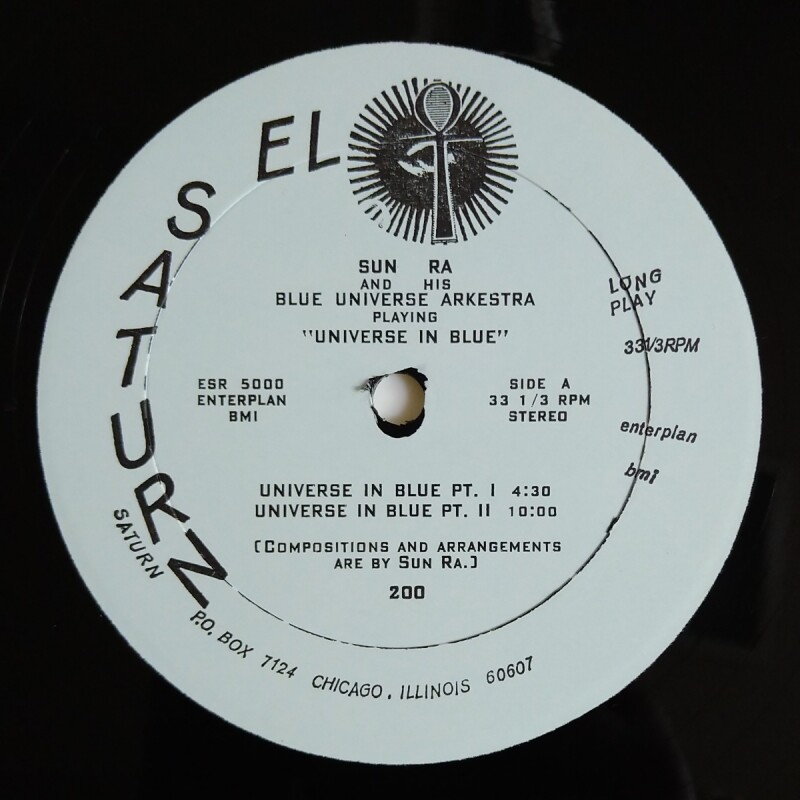 EL
SATURN
SUN RA
AND HIS
BLUE UNIVERSE ARKESTRA
PLAYING
"UNIVERSE IN BLUE"
LONG
PLAY
33 1/3 RPM
enterplan
bmi
ESR 5000
ENTERPLAN
BMI
SIDE A
33 1/3 RPM
STEREO
UNIVERSE IN BLUE PT. I 4:30
UNIVERSE IN BLUE PT. II 10:00
(COMPOSITIONS AND ARRANGEMENTS
ARE BY SUN RA.)
200
SATURN
P.O. BOX 7124 CHICAGO, ILLINOIS 60607